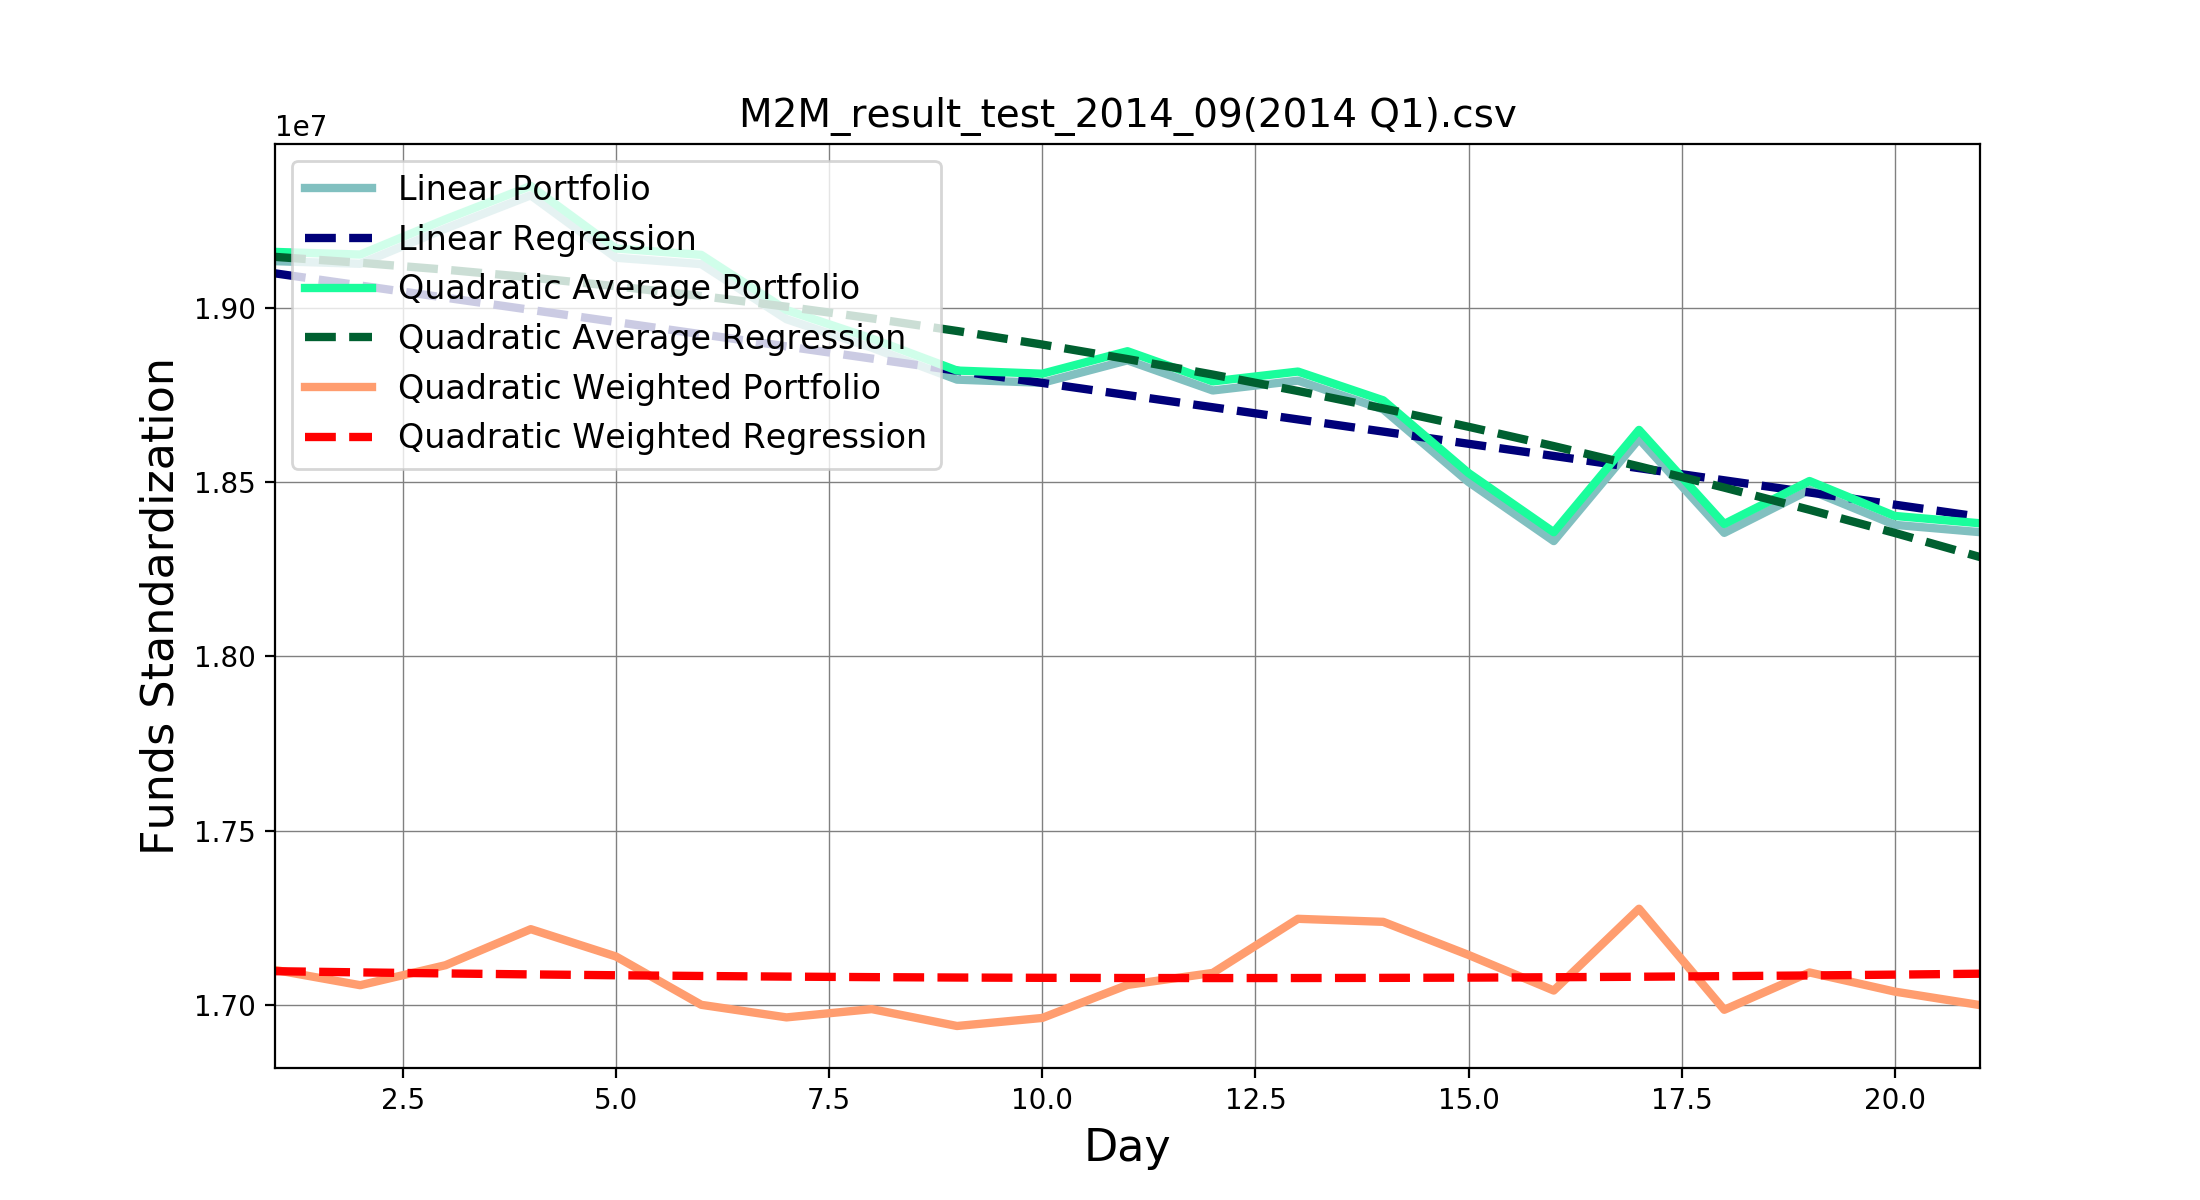 M2M_result_test_2014_09(2014 Q1).csv
1e7
Linear Portfolio
Linear Regression
Quadratic Average Portfolio
Quadratic Average Regression
Quadratic Weighted Portfolio
Quadratic Weighted Regression
Funds Standardization
1.90
1.85
1.80
1.75
1.70
2.5 5.0 7.5 10.0 12.5 15.0 17.5 20.0
Day